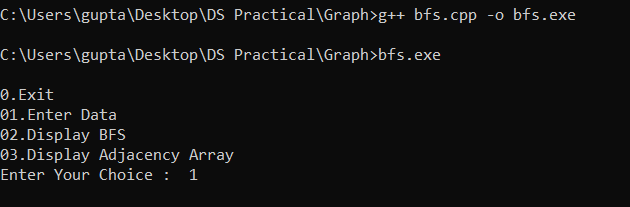 C:\Users\gupta\Desktop\DS Practical\Graph>g++ bfs.cpp -o bfs.exe
C:\Users\gupta\Desktop\DS Practical\Graph>bfs.exe
0.Exit
01.Enter Data
02.Display BFS
03.Display Adjacency Array
Enter Your Choice :  1